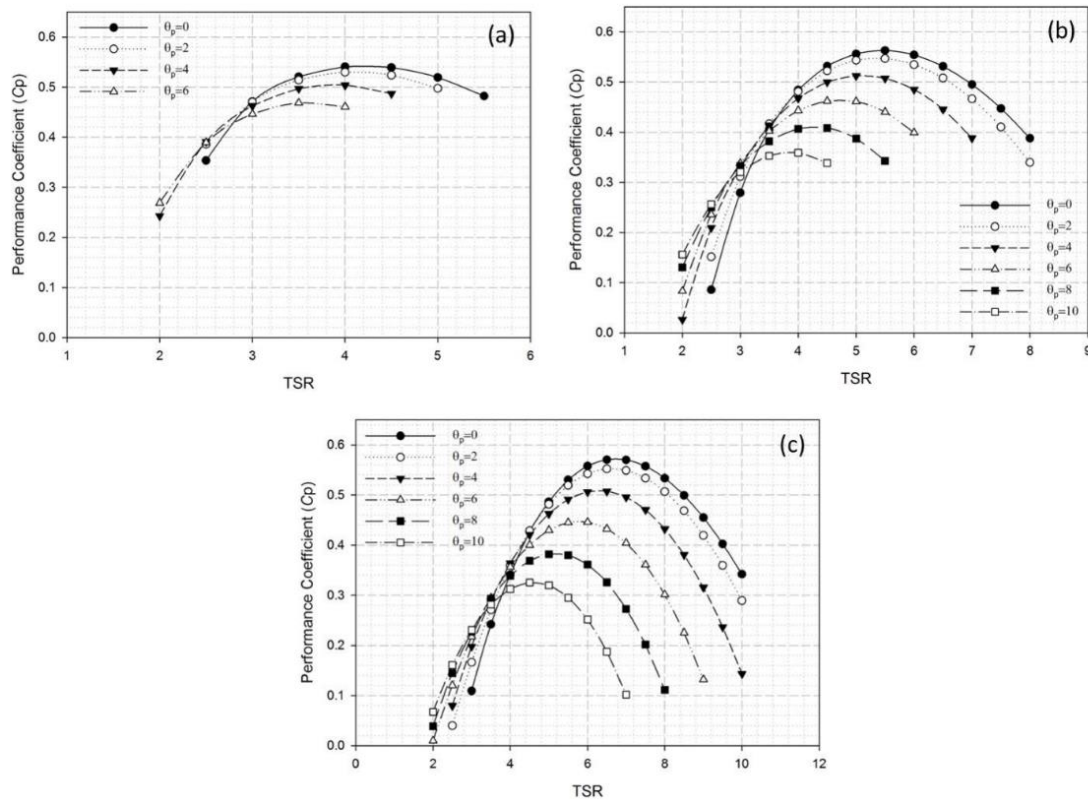 (a)
θp=0
θp=2
θp=4
θp=6
0.6
0.5
0.4
0.3
0.2
0.1
0.0
Performance Coefficient (Cp)
1 2 3 4 5 6
TSR
(b)
0.6
0.5
0.4
0.3
0.2
0.1
0.0
Performance Coefficient (Cp)
θp=0
θp=2
θp=4
θp=6
θp=8
θp=10
1 2 3 4 5 6 7 8 9
TSR
(c)
θp=0
θp=2
θp=4
θp=6
θp=8
θp=10
0.6
0.5
0.4
0.3
0.2
0.1
0.0
Performance Coefficient (Cp)
0 2 4 6 8 10 12
TSR